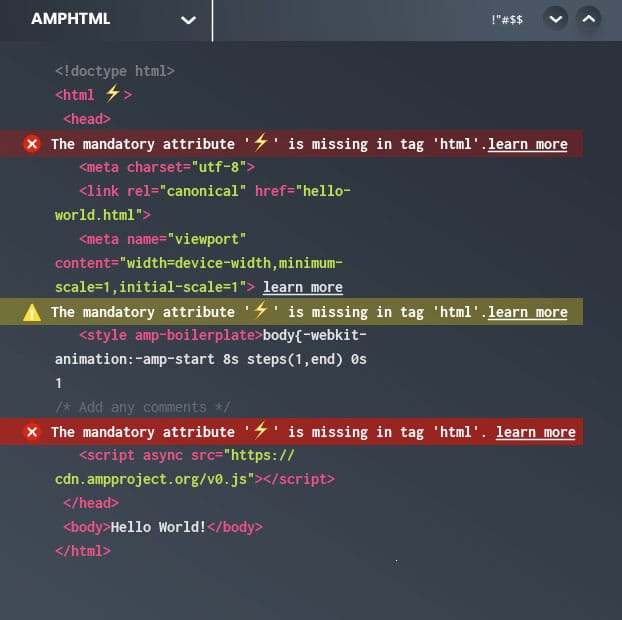 AMPHTML
!"#$$
<!doctype html>
<html ⚡>
<head>
The mandatory attribute '⚡' is missing in tag 'html'.learn more
<meta charset="utf-8">
<link rel="canonical" href="hello-
world.html">
<meta name="viewport"
content="width=device-width,minimum-
scale=1,initial-scale=1"> learn more
The mandatory attribute '⚡' is missing in tag 'html'.learn more
<style amp-boilerplate>body{-webkit-
animation:-amp-start 8s steps(1,end) 0s
1
/* Add any comments */
The mandatory attribute '⚡' is missing in tag 'html'. learn more
<script async src="https://
cdn.ampproject.org/v0.js"></script>
</head>
<body>Hello World!</body>
</html>